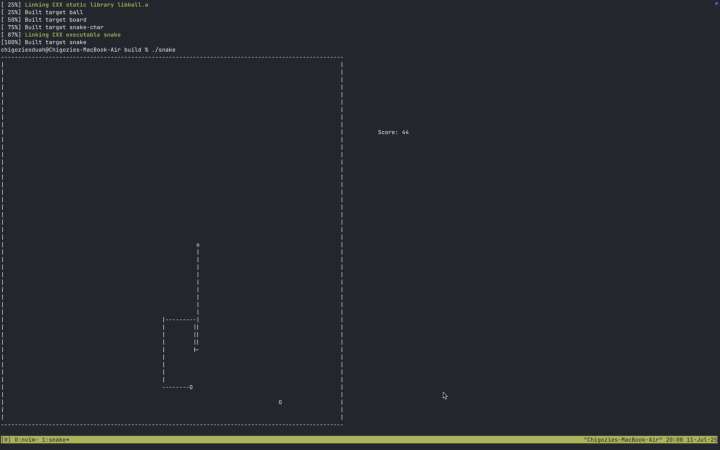 [ 25%] Linking CXX static library libball.a
[ 25%] Built target ball
[ 50%] Built target board
[ 75%] Built target snake-char
[ 87%] Linking CXX executable snake
[100%] Built target snake
chigozieoduah@Chigozies-MacBook-Air build % ./snake
Score: 44
o
O
O
[0] 0:nvim- 1:snake* "Chigozies-MacBook-Air" 20:08 11-Jul-25